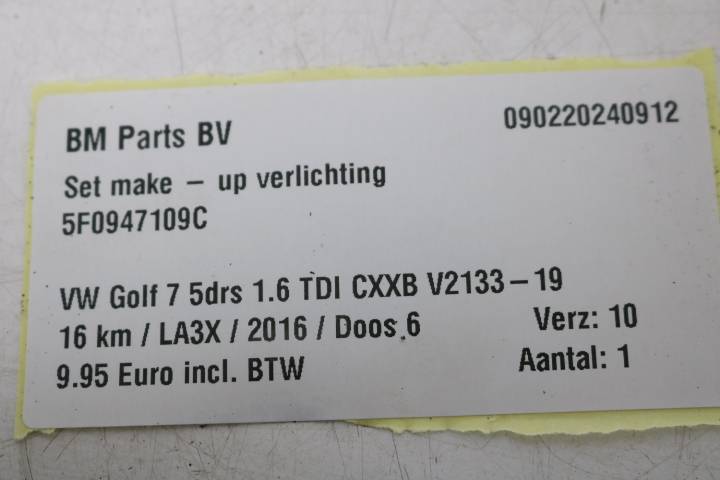 BM Parts BV 090220240912
Set make – up verlichting
5F0947109C
VW Golf 7 5drs 1.6 TDI CXXB V2133–19
16 km / LA3X / 2016 / Doos 6 Verz: 10
9.95 Euro incl. BTW Aantal: 1